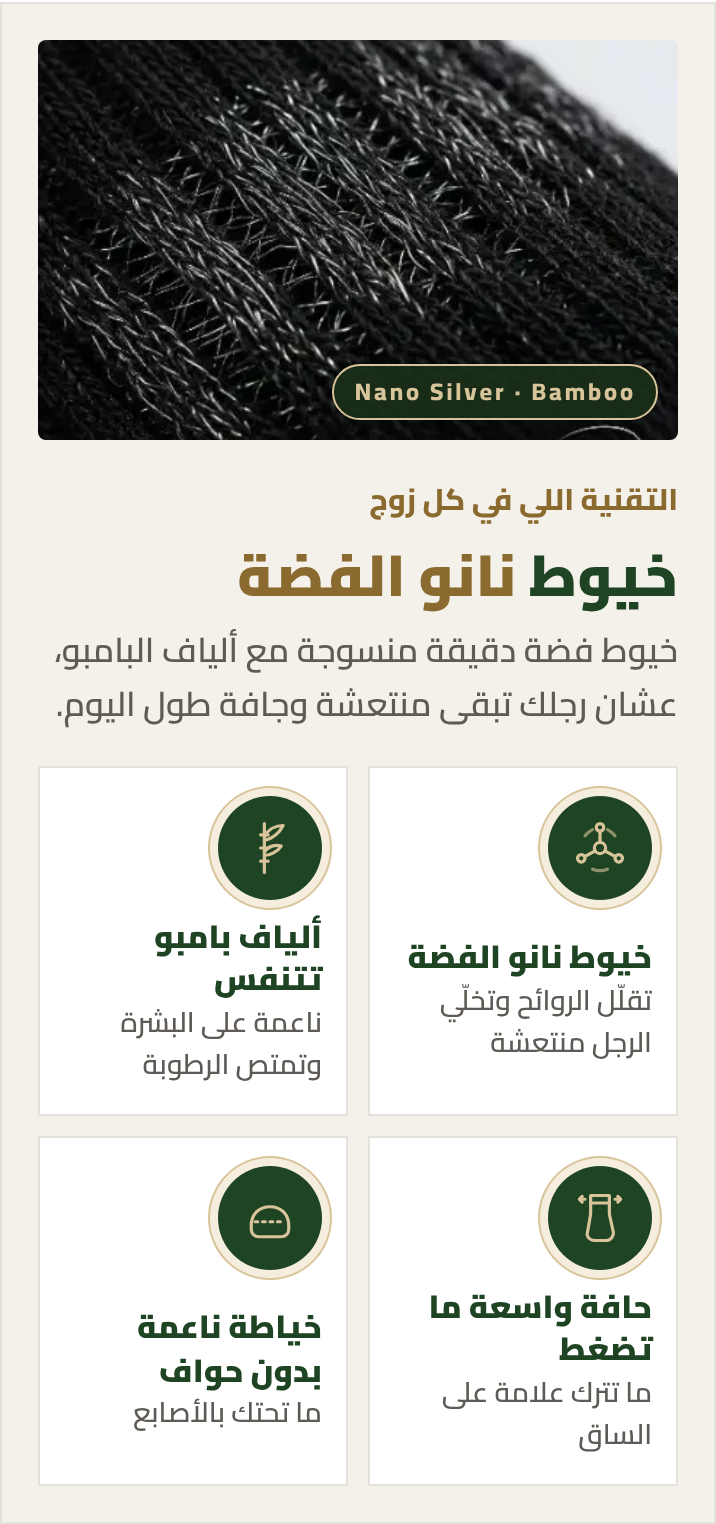 Nano Silver · Bamboo
التقنية اللي في كل زوج
خيوط نانو الفضة
خيوط فضة دقيقة منسوجة مع ألياف البامبو،
عشان رجلك تبقى منتعشة وجافة طول اليوم.
خيوط نانو الفضة
تقلّل الروائح وتخلّي
الرجل منتعشة
ألياف بامبو
تتنفس
ناعمة على البشرة
وتمتص الرطوبة
حافة واسعة ما
تضغط
ما تترك علامة على
الساق
خياطة ناعمة
بدون حواف
ما تحتك بالأصابع